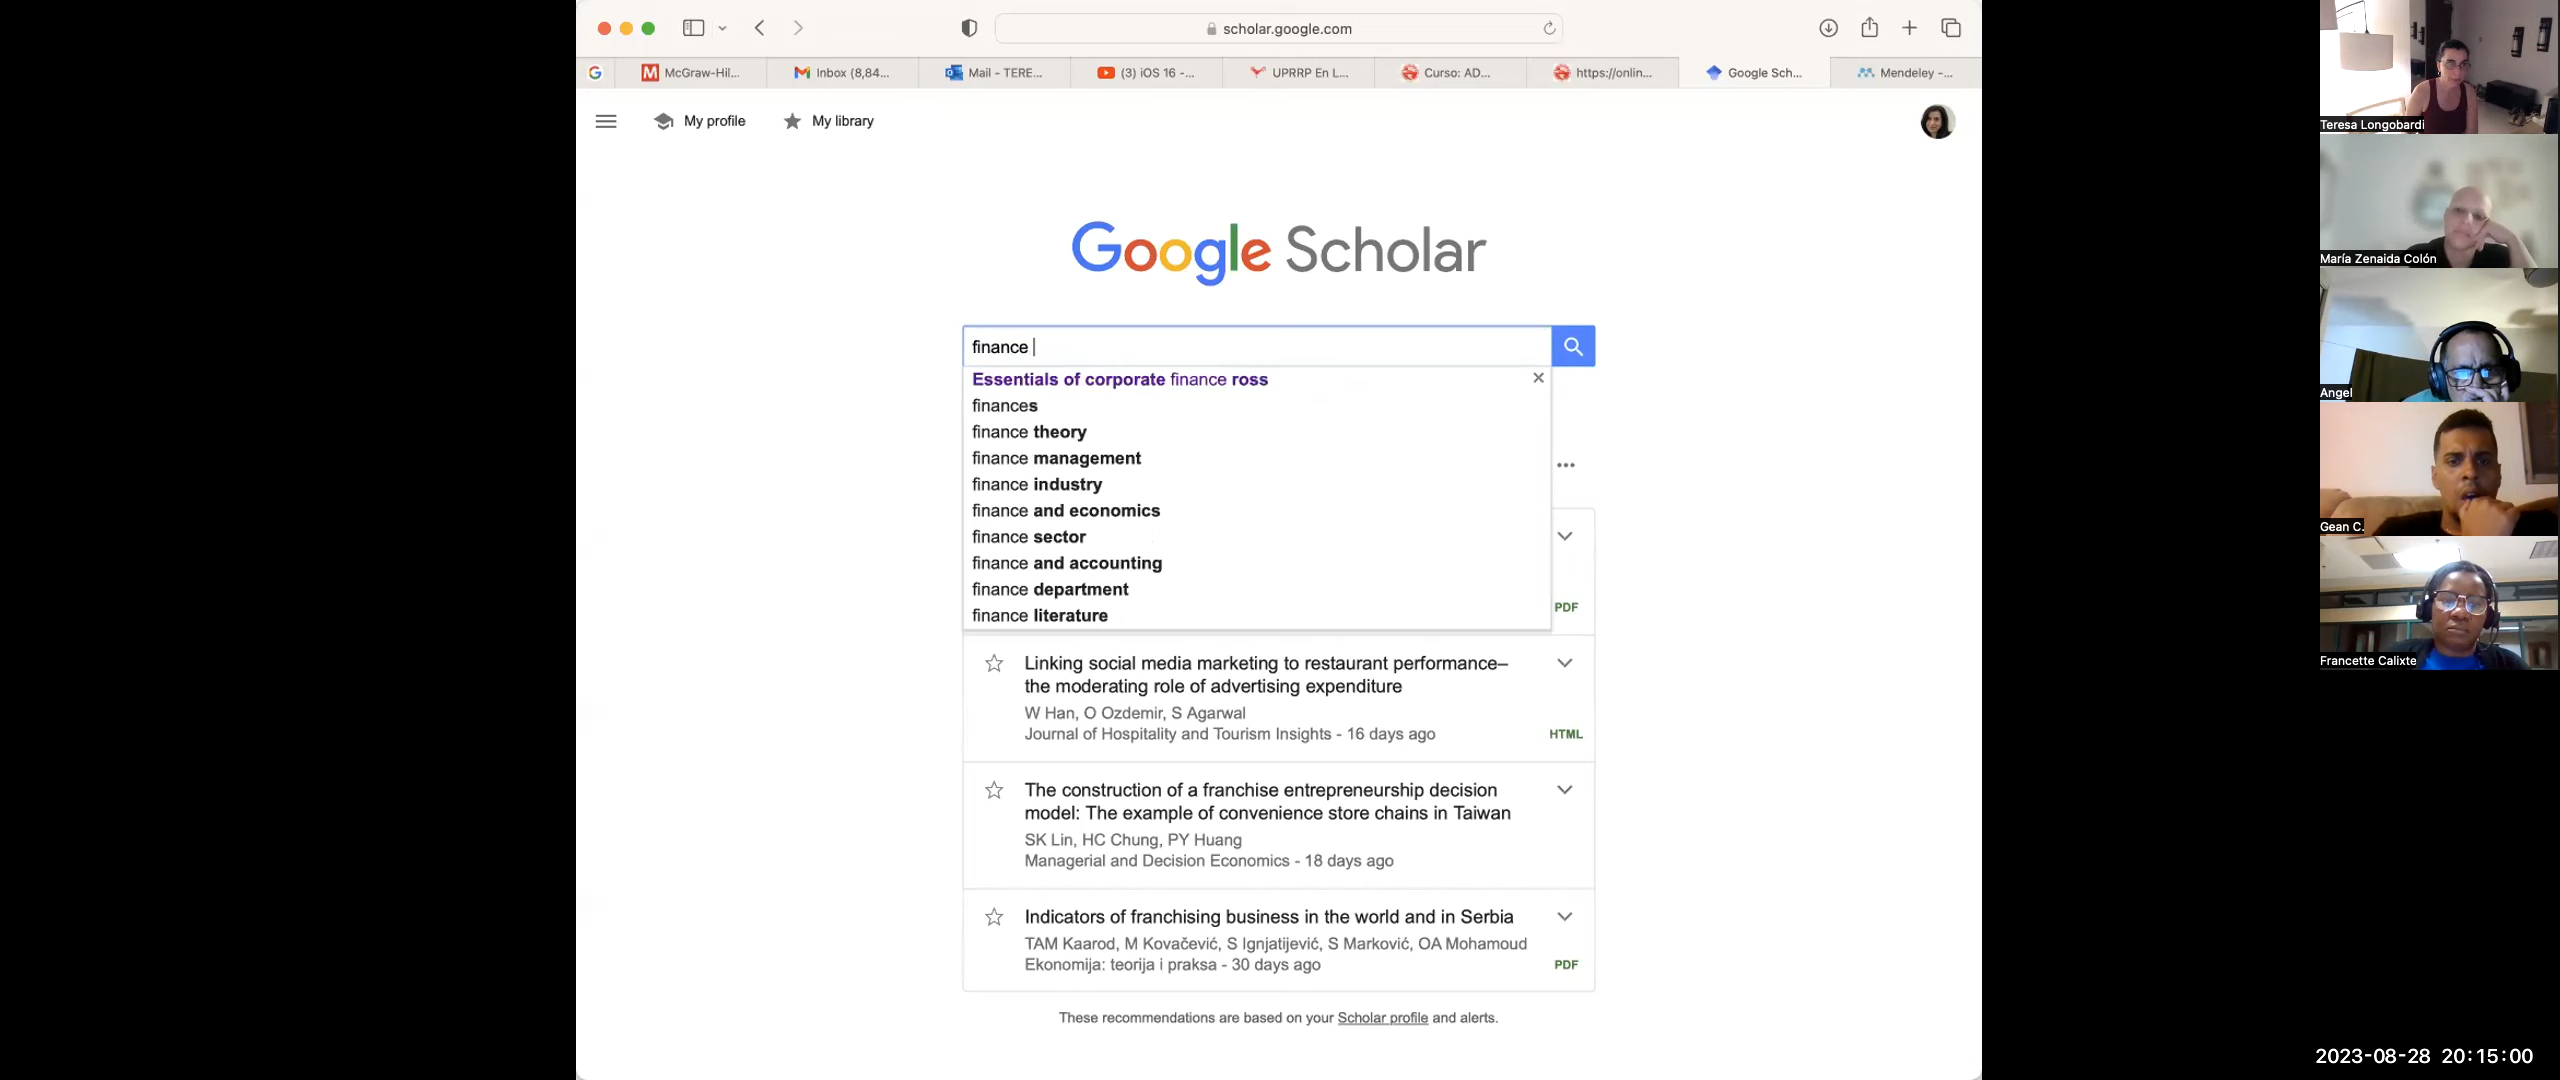 scholar.google.com
McGraw-Hil...
Inbox (8,84...
Mail - TERE...
(3) iOS 16 -...
UPRRP En L...
Curso: AD...
https://onlin...
Google Sch...
Mendeley -...
My profile
My library
Google Scholar
finance
Essentials of corporate finance ross
finances
finance theory
finance management
finance industry
finance and economics
finance sector
finance and accounting
finance department
finance literature
PDF
Linking social media marketing to restaurant performance–
the moderating role of advertising expenditure
W Han, O Ozdemir, S Agarwal
Journal of Hospitality and Tourism Insights - 16 days ago
HTML
The construction of a franchise entrepreneurship decision
model: The example of convenience store chains in Taiwan
SK Lin, HC Chung, PY Huang
Managerial and Decision Economics - 18 days ago
Indicators of franchising business in the world and in Serbia
TAM Kaarod, M Kovačević, S Ignjatijević, S Marković, OA Mohamoud
Ekonomija: teorija i praksa - 30 days ago
PDF
These recommendations are based on your Scholar profile and alerts.
Teresa Longobardi
María Zenaida Colón
Angel
Gean C.
Francette Calixte
2023-08-28 20:15:00